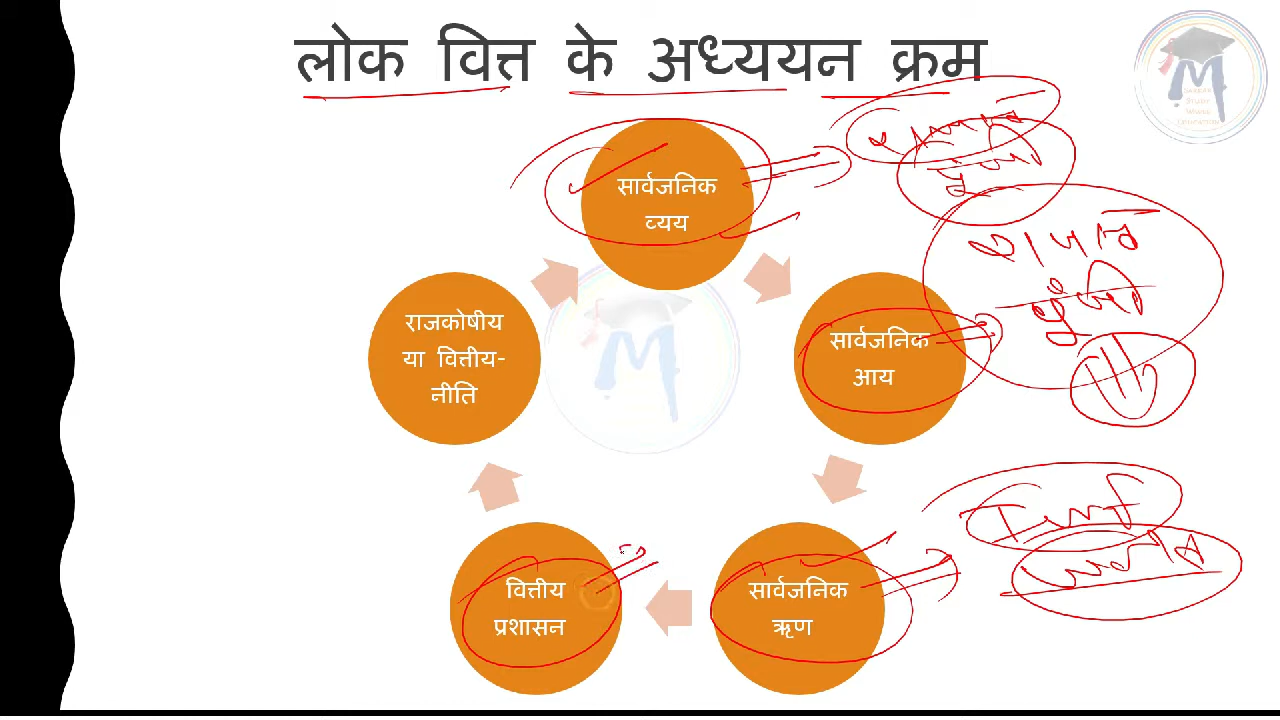 लोक वित्त के अध्ययन क्रम
सार्वजनिक
व्यय
राजकोषीय
या वित्तीय-
नीति
सार्वजनिक
आय
वित्तीय
प्रशासन
सार्वजनिक
ऋण